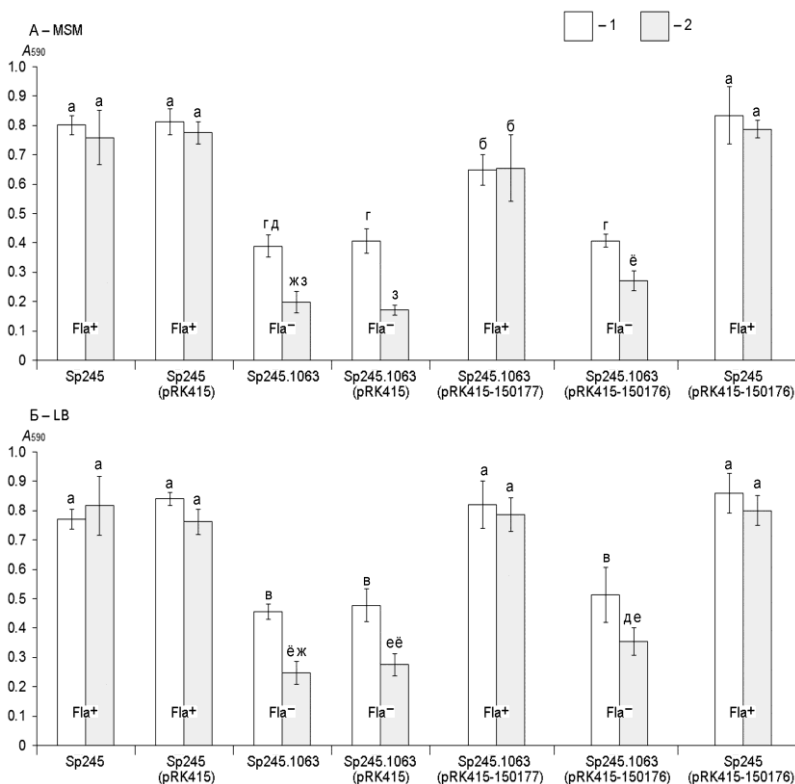 – 1 – 2
А – MSM
A590
1.0
0.9
0.8
0.7
0.6
0.5
0.4
0.3
0.2
0.1
0
а а а а гд жз г з б б г ё а а
Fla+ Fla+ Fla– Fla– Fla+ Fla– Fla+
Sp245 Sp245 Sp245.1063 Sp245.1063 Sp245.1063 Sp245.1063 Sp245
(pRK415) (pRK415) (pRK415-150177) (pRK415-150176) (pRK415-150176)
Б – LB
A590
1.0
0.9
0.8
0.7
0.6
0.5
0.4
0.3
0.2
0.1
0
а а а а в ёж в её а а в де а а
Fla+ Fla+ Fla– Fla– Fla+ Fla– Fla+
Sp245 Sp245 Sp245.1063 Sp245.1063 Sp245.1063 Sp245.1063 Sp245
(pRK415) (pRK415) (pRK415-150177) (pRK415-150176) (pRK415-150176)